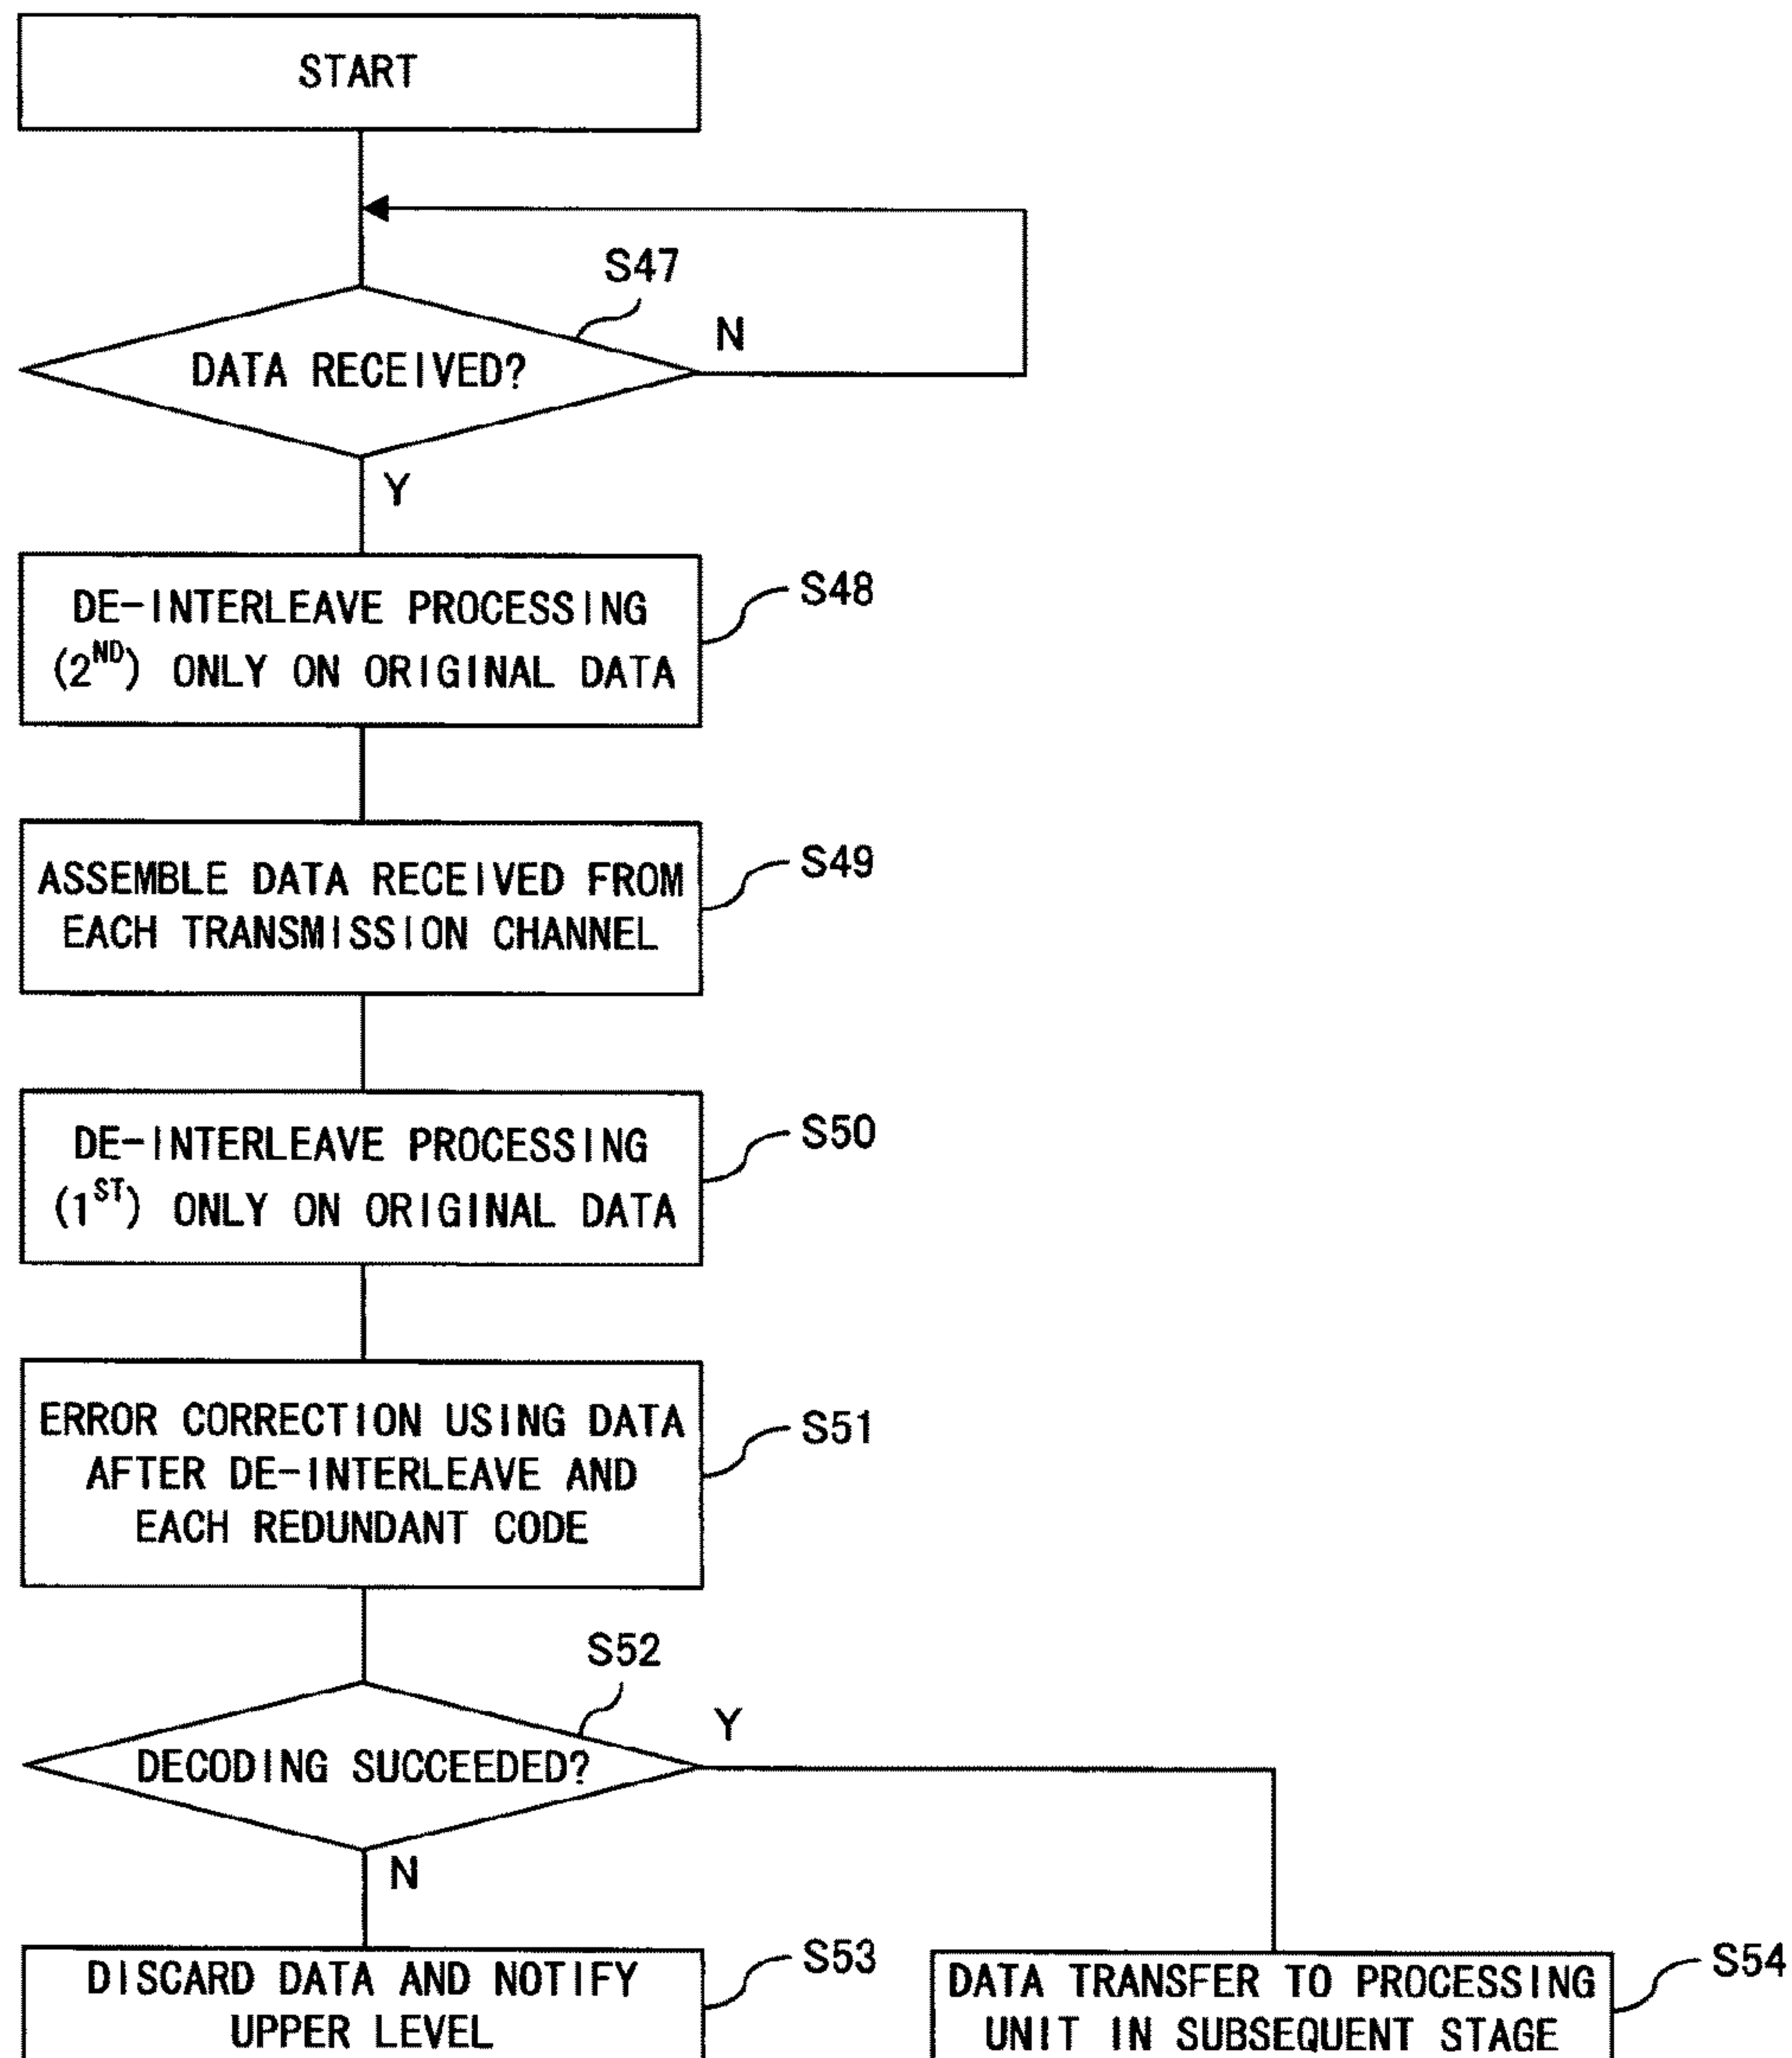 START
S47
DATA RECEIVED?
N
Y
DE-INTERLEAVE PROCESSING
(2ND) ONLY ON ORIGINAL DATA
S48
ASSEMBLE DATA RECEIVED FROM
EACH TRANSMISSION CHANNEL
S49
DE-INTERLEAVE PROCESSING
(1ST) ONLY ON ORIGINAL DATA
S50
ERROR CORRECTION USING DATA
AFTER DE-INTERLEAVE AND
EACH REDUNDANT CODE
S51
S52
DECODING SUCCEEDED?
Y
N
DISCARD DATA AND NOTIFY
UPPER LEVEL
S53
DATA TRANSFER TO PROCESSING
UNIT IN SUBSEQUENT STAGE
S54